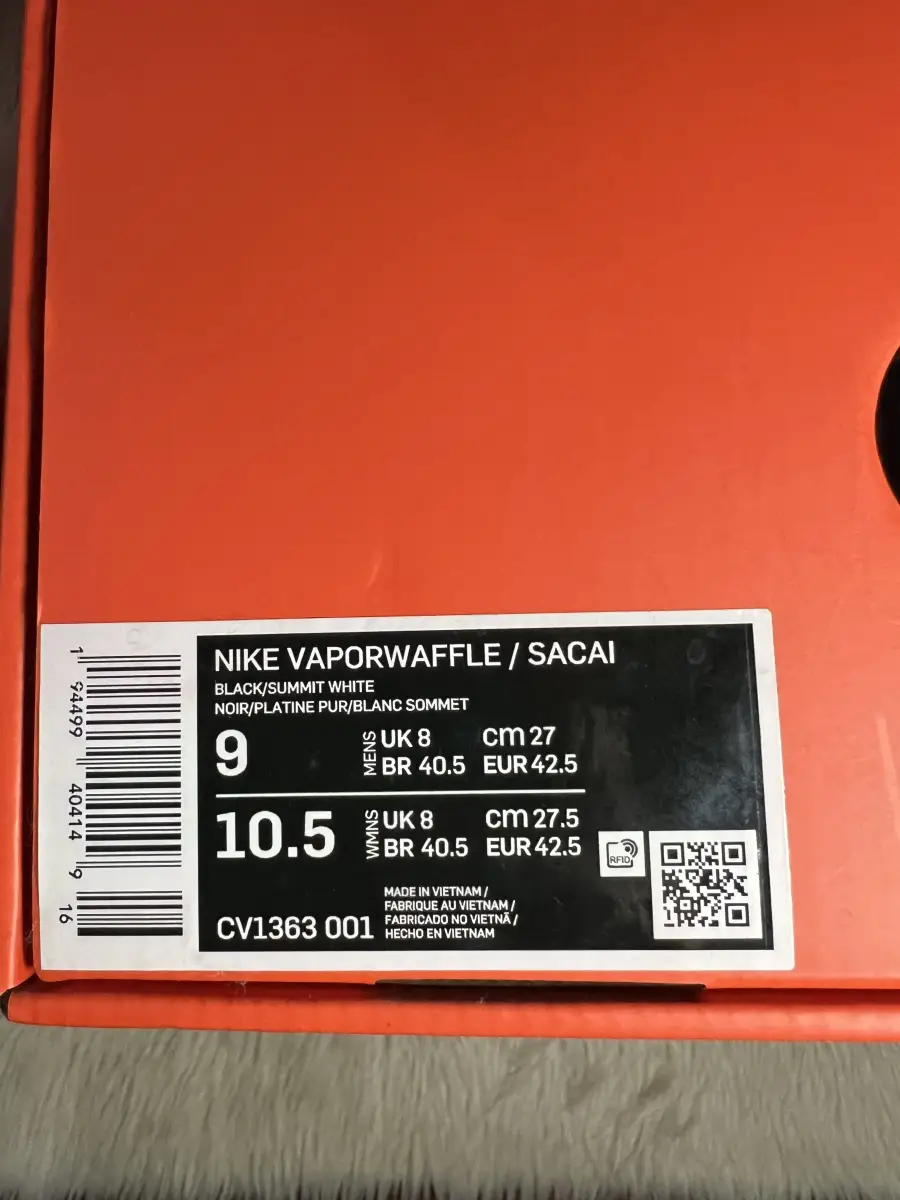 NIKE VAPORWAFFLE / SACAI
BLACK/SUMMIT WHITE
NOIR/PLATINE PUR/BLANC SOMMET
9 MENS UK 8 cm 27
BR 40.5 EUR 42.5
10.5 WMNS UK 8 cm 27.5
BR 40.5 EUR 42.5
RFID
CV1363 001
MADE IN VIETNAM /
FABRIQUE AU VIETNAM /
FABRICADO NO VIETNÃ /
HECHO EN VIETNAM
1 94499 40414 9 16